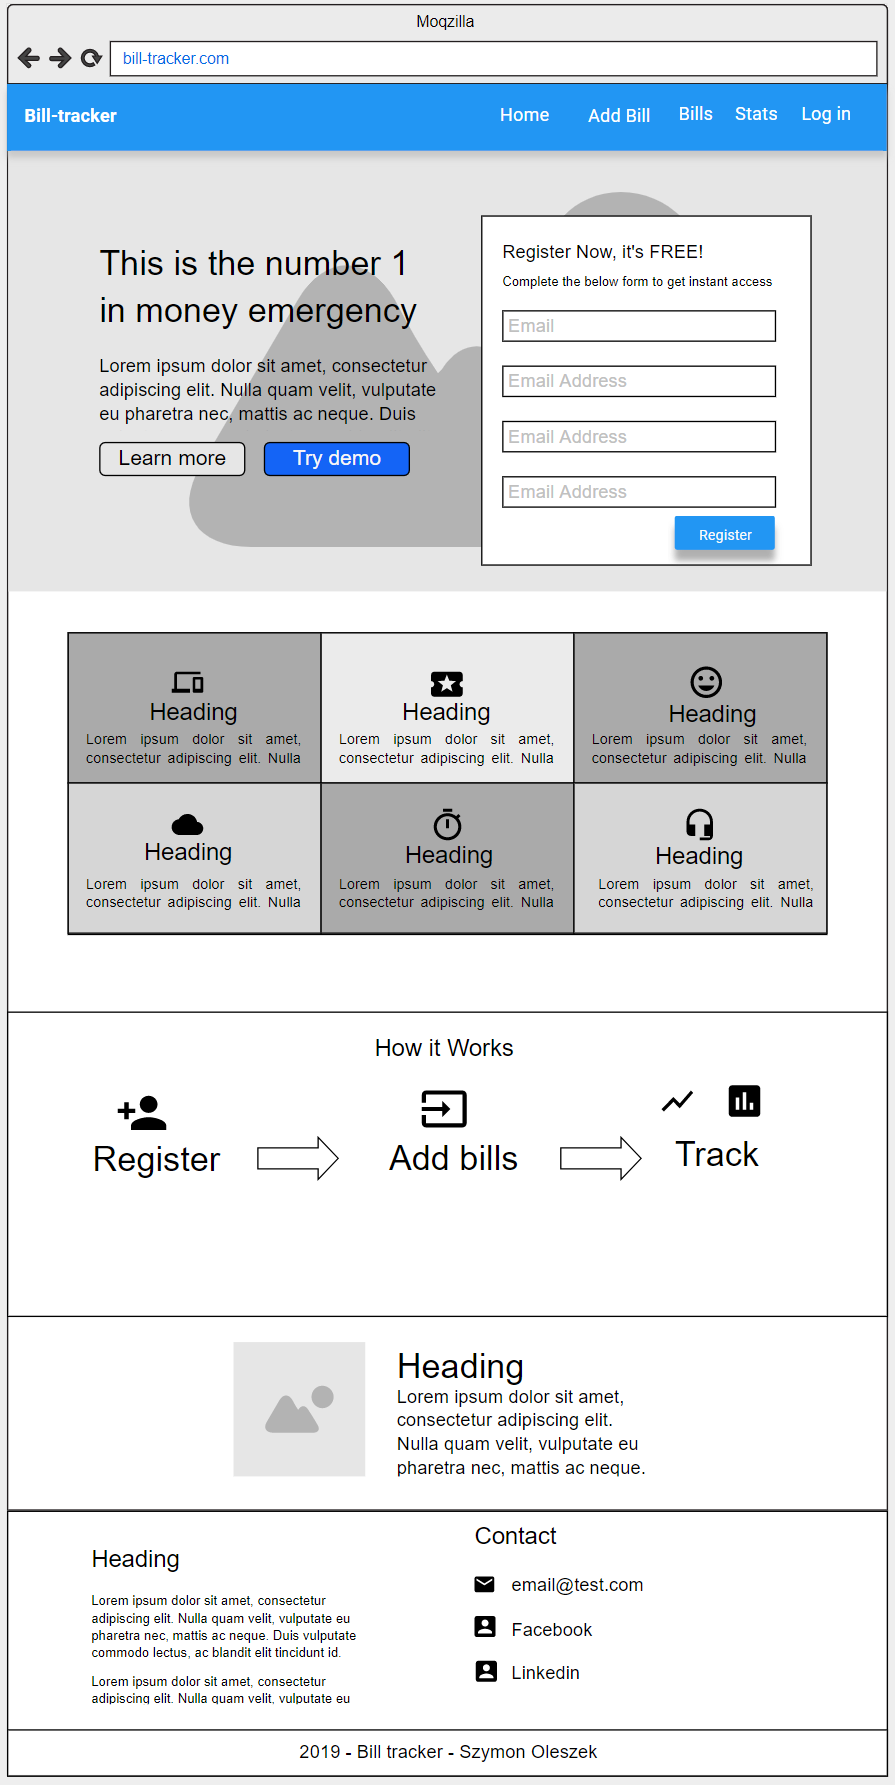 Moqzilla
bill-tracker.com
Bill-tracker
Home
Add Bill
Bills
Stats
Log in
This is the number 1
in money emergency
Lorem ipsum dolor sit amet, consectetur
adipiscing elit. Nulla quam velit, vulputate
eu pharetra nec, mattis ac neque. Duis
Learn more
Try demo
Register Now, it's FREE!
Complete the below form to get instant access
Email
Email Address
Email Address
Email Address
Register
Heading
Lorem ipsum dolor sit amet,
consectetur adipiscing elit. Nulla
Heading
Lorem ipsum dolor sit amet,
consectetur adipiscing elit. Nulla
Heading
Lorem ipsum dolor sit amet,
consectetur adipiscing elit. Nulla
Heading
Lorem ipsum dolor sit amet,
consectetur adipiscing elit. Nulla
Heading
Lorem ipsum dolor sit amet,
consectetur adipiscing elit. Nulla
Heading
Lorem ipsum dolor sit amet,
consectetur adipiscing elit. Nulla
How it Works
Register
Add bills
Track
Heading
Lorem ipsum dolor sit amet,
consectetur adipiscing elit.
Nulla quam velit, vulputate eu
pharetra nec, mattis ac neque.
Heading
Lorem ipsum dolor sit amet, consectetur
adipiscing elit. Nulla quam velit, vulputate eu
pharetra nec, mattis ac neque. Duis vulputate
commodo lectus, ac blandit elit tincidunt id.
Lorem ipsum dolor sit amet, consectetur
adipiscing elit. Nulla quam velit, vulputate eu
Contact
email@test.com
Facebook
Linkedin
2019 - Bill tracker - Szymon Oleszek